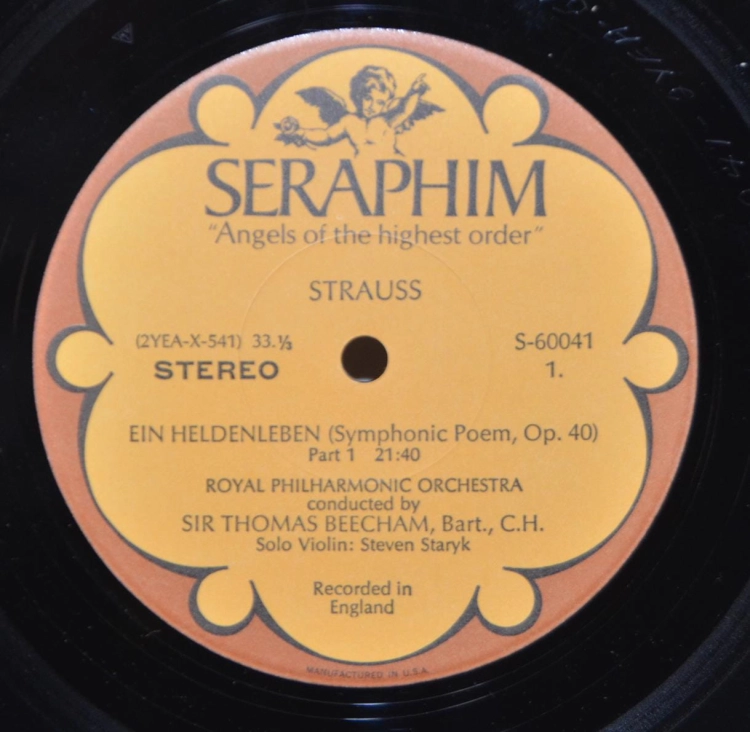 SERAPHIM
"Angels of the highest order"
STRAUSS
(2YEA-X-541) 33.⅓
STEREO
S-60041
1.
EIN HELDENLEBEN (Symphonic Poem, Op. 40)
Part 1 21:40
ROYAL PHILHARMONIC ORCHESTRA
conducted by
SIR THOMAS BEECHAM, Bart., C.H.
Solo Violin: Steven Staryk
Recorded in
England
MANUFACTURED IN U.S.A.